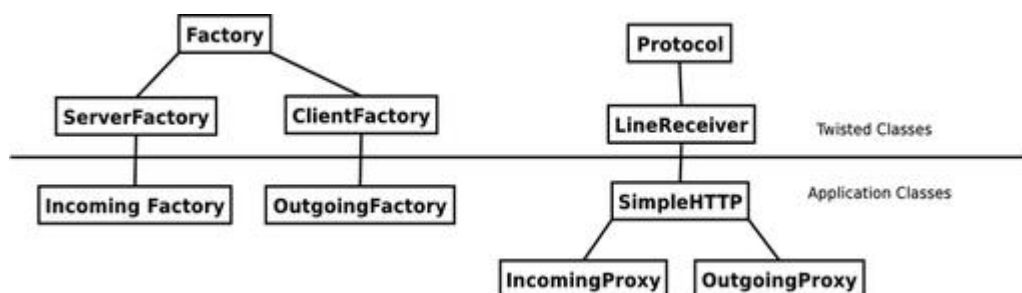 Factory
Protocol
ServerFactory
ClientFactory
LineReceiver
Twisted Classes
Incoming Factory
OutgoingFactory
SimpleHTTP
Application Classes
IncomingProxy
OutgoingProxy